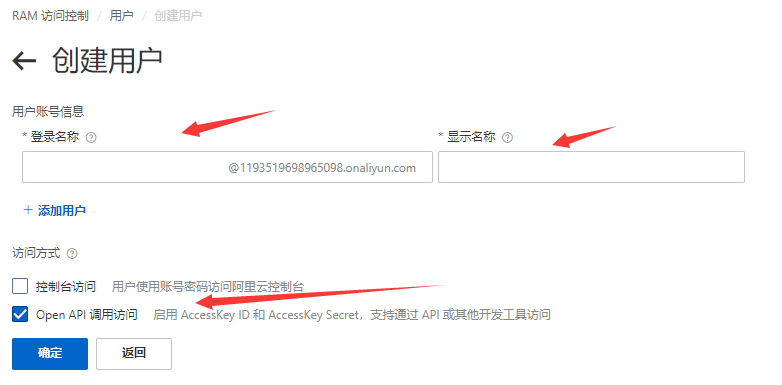 RAM 访问控制 / 用户 / 创建用户
← 创建用户
用户账号信息
* 登录名称 ? * 显示名称 ?
@1193519698965098.onaliyun.com
+ 添加用户
访问方式 ?
控制台访问 用户使用账号密码访问阿里云控制台
Open API 调用访问 启用 AccessKey ID 和 AccessKey Secret，支持通过 API 或其他开发工具访问
确定 返回